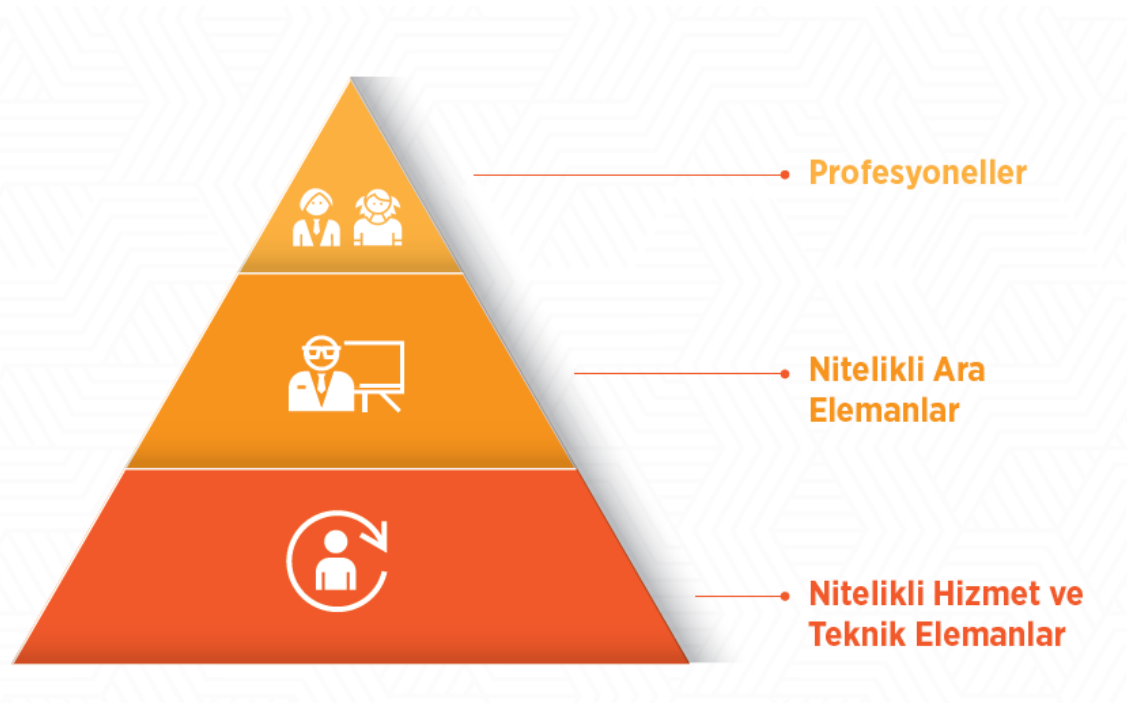 Profesyoneller
Nitelikli Ara
Elemanlar
Nitelikli Hizmet ve
Teknik Elemanlar